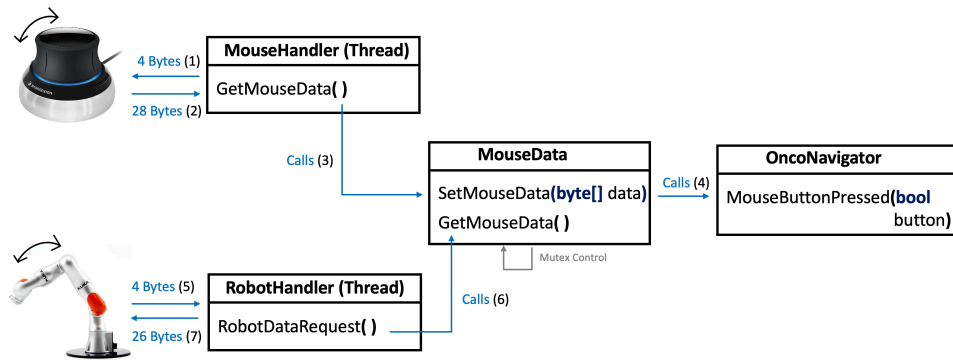 MouseHandler (Thread)
4 Bytes (1)
GetMouseData( )
28 Bytes (2)
Calls (3)
MouseData
SetMouseData(byte[] data)
GetMouseData( )
Mutex Control
Calls (4)
OncoNavigator
MouseButtonPressed(bool
button)
4 Bytes (5)
RobotHandler (Thread)
Calls (6)
RobotDataRequest( )
26 Bytes (7)